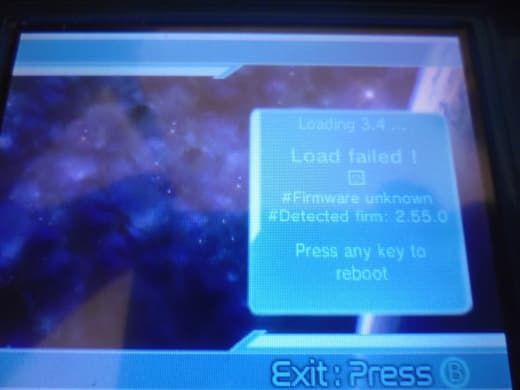 Loading 3.4 ...
Load failed !
#Firmware unknown
#Detected firm: 2.55.0
Press any key to
reboot
Exit : Press B